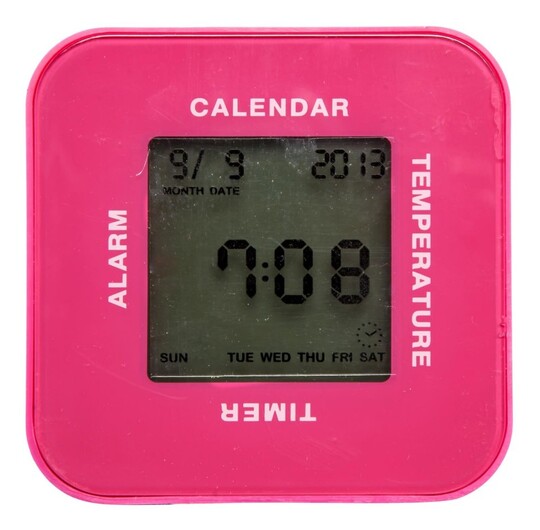 CALENDAR
9/ 9 2013
MONTH DATE
ALARM
7:08
TEMPERATURE
SUN TUE WED THU FRI SAT
TIMER